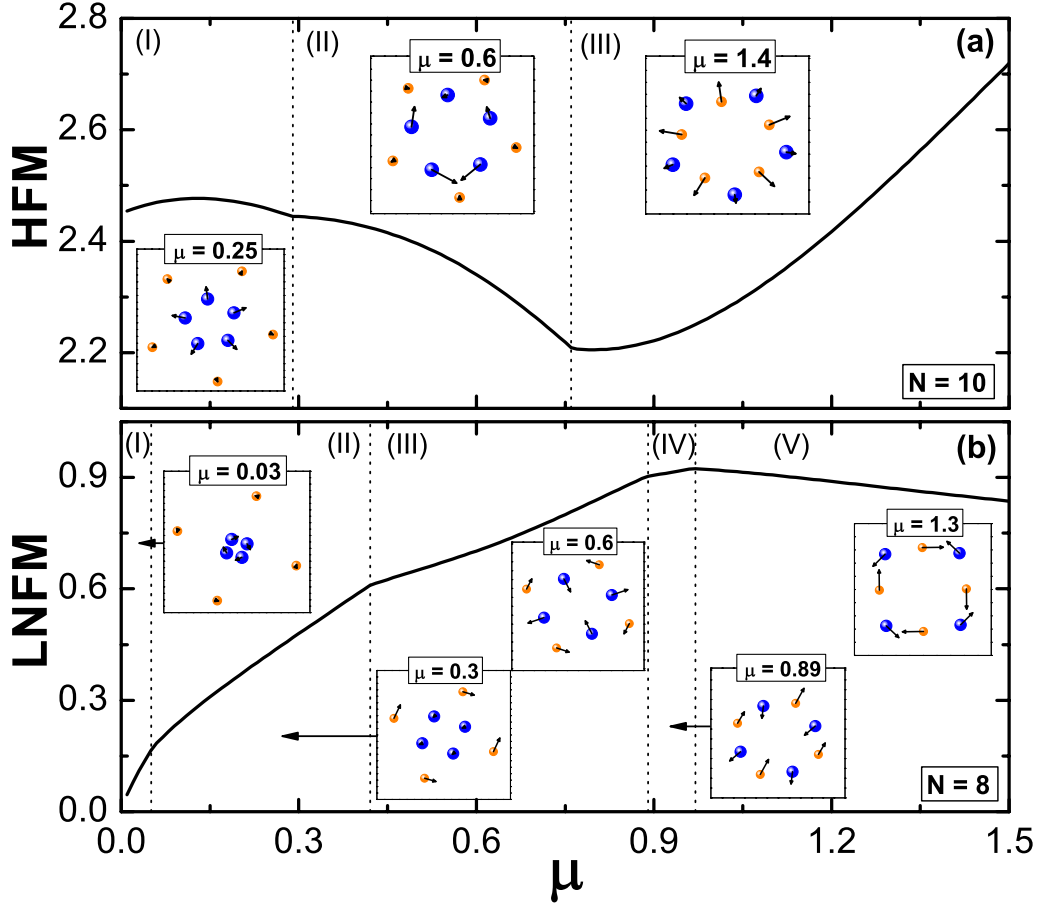 2.8
(I)
(II)
(III)
(a)
μ = 0.6
μ = 1.4
2.6
HFM
2.4
μ = 0.25
2.2
N = 10
(I)
(II)
(III)
(IV)
(V)
(b)
0.9
μ = 0.03
μ = 1.3
μ = 0.6
0.6
LNFM
μ = 0.3
μ = 0.89
0.3
N = 8
0.0
0.0 0.3 0.6 0.9 1.2 1.5
μ